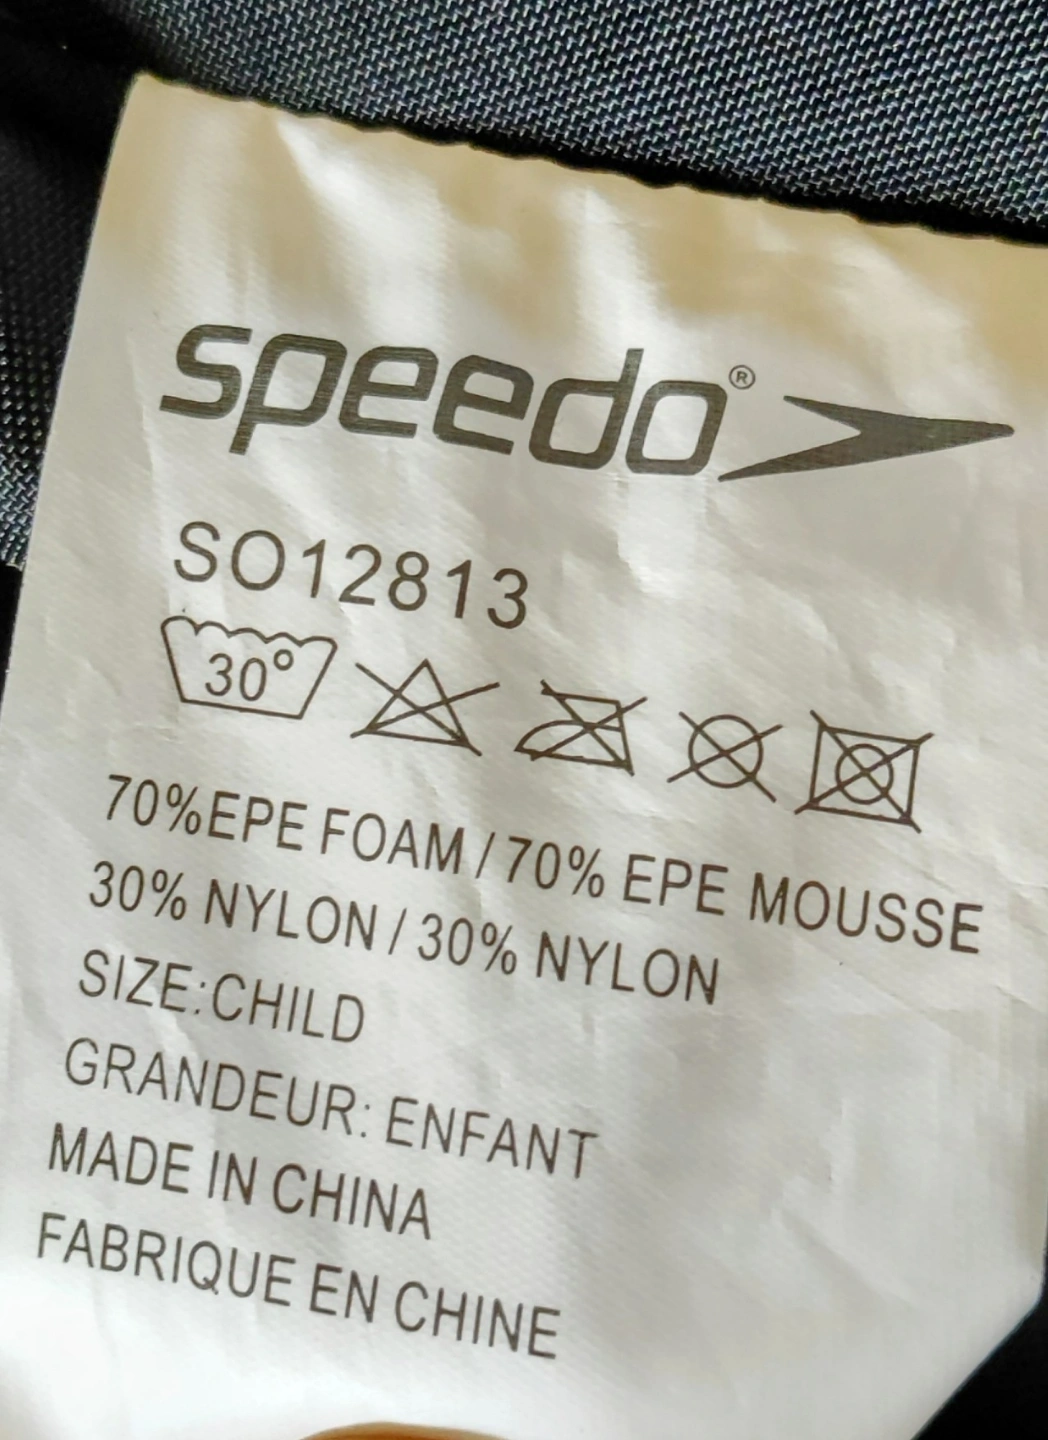 speedo®
SO12813
30°
70%EPE FOAM / 70% EPE MOUSSE
30% NYLON / 30% NYLON
SIZE:CHILD
GRANDEUR: ENFANT
MADE IN CHINA
FABRIQUE EN CHINE